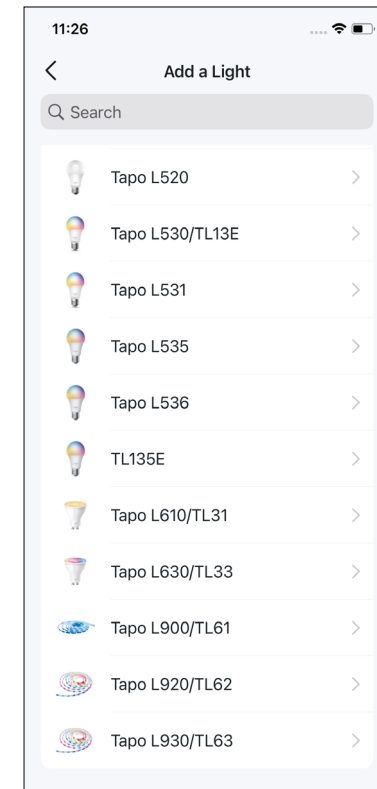 11:26
Add a Light
Search
Tapo L520
Tapo L530/TL13E
Tapo L531
Tapo L535
Tapo L536
TL135E
Tapo L610/TL31
Tapo L630/TL33
Tapo L900/TL61
Tapo L920/TL62
Tapo L930/TL63